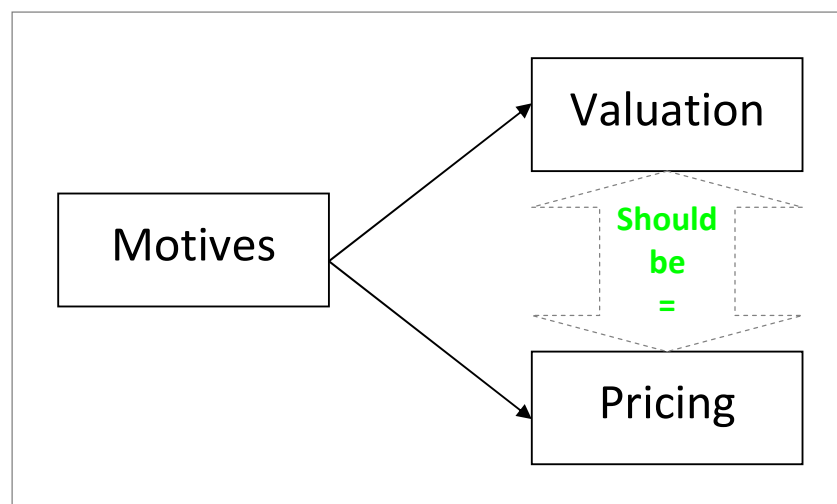 Valuation
Motives
Should
be
=
Pricing